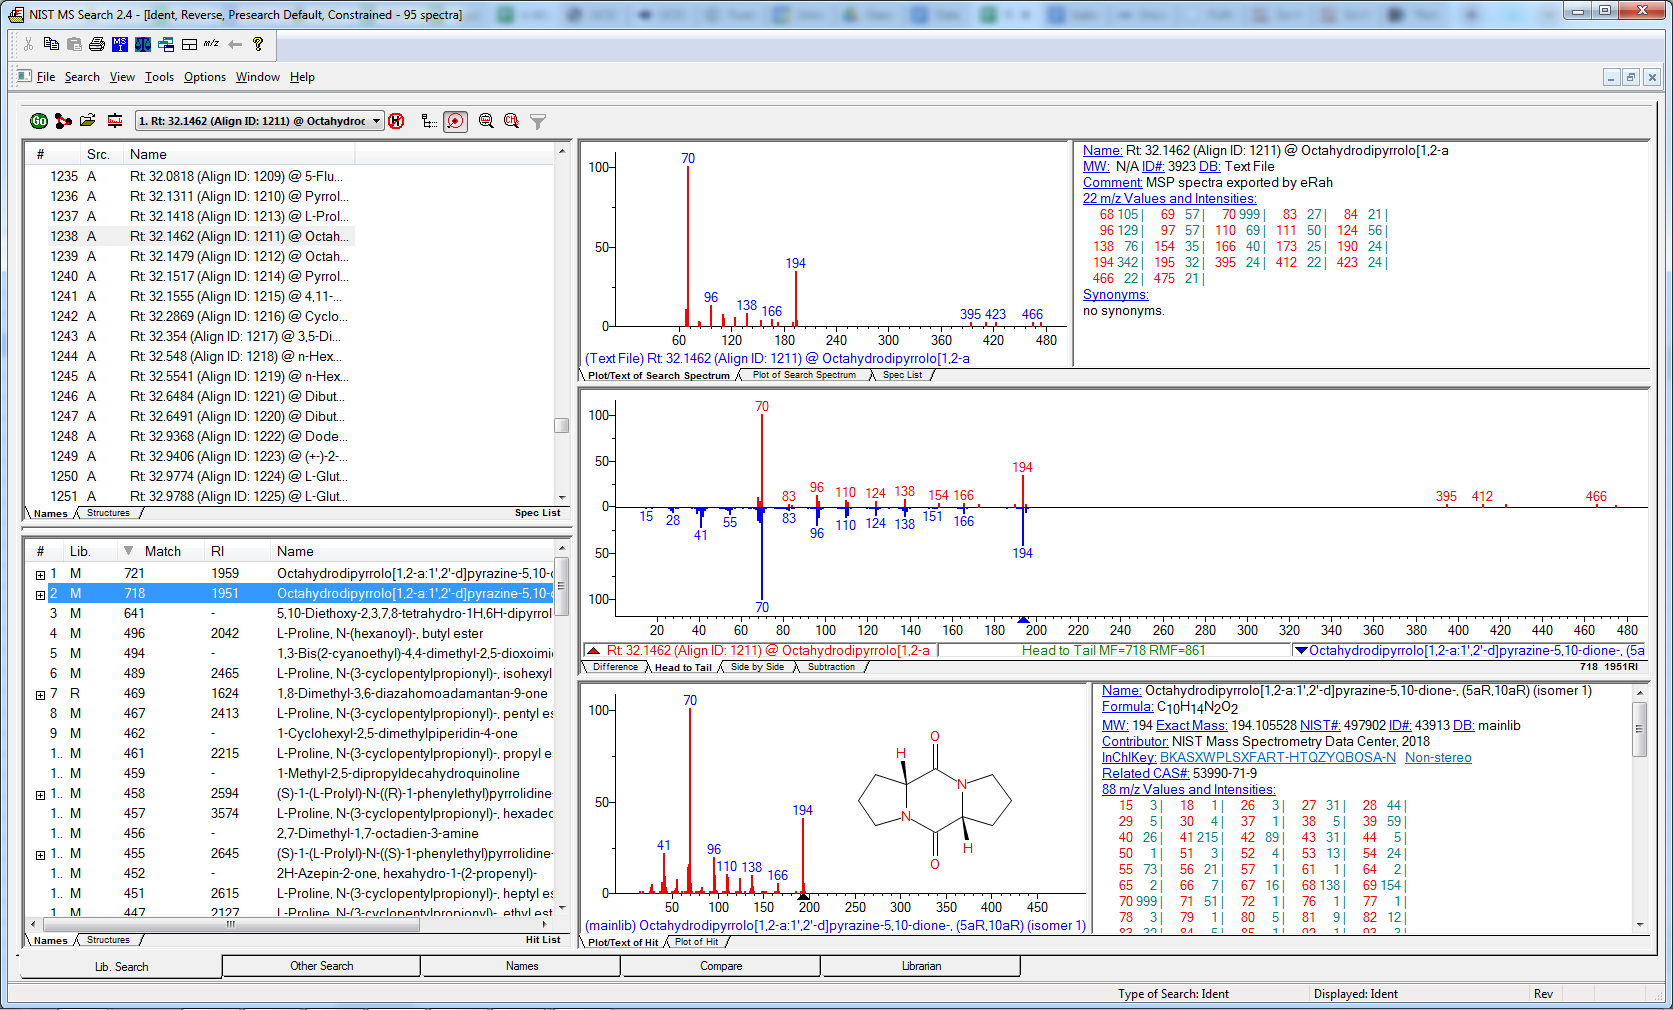 NIST MS Search 2.4 - [Ident, Reverse, Presearch Default, Constrained - 95 spectra]
File Search View Tools Options Window Help
1. Rt: 32.1462 (Align ID: 1211) @ Octahydroc
# Src. Name
1235 A Rt: 32.0818 (Align ID: 1209) @ 5-Flu...
1236 A Rt: 32.1311 (Align ID: 1210) @ Pyrrol...
1237 A Rt: 32.1418 (Align ID: 1213) @ L-Prol...
1238 A Rt: 32.1462 (Align ID: 1211) @ Octah...
1239 A Rt: 32.1479 (Align ID: 1212) @ Octah...
1240 A Rt: 32.1517 (Align ID: 1214) @ Pyrrol...
1241 A Rt: 32.1555 (Align ID: 1215) @ 4,11-...
1242 A Rt: 32.2869 (Align ID: 1216) @ Cyclo...
1243 A Rt: 32.354 (Align ID: 1217) @ 3,5-Di...
1244 A Rt: 32.548 (Align ID: 1218) @ n-Hex...
1245 A Rt: 32.5541 (Align ID: 1219) @ n-Hex...
1246 A Rt: 32.6484 (Align ID: 1221) @ Dibut...
1247 A Rt: 32.6491 (Align ID: 1220) @ Dibut...
1248 A Rt: 32.9368 (Align ID: 1222) @ Dode...
1249 A Rt: 32.9406 (Align ID: 1223) @ (+-)-2-...
1250 A Rt: 32.9774 (Align ID: 1224) @ L-Glut...
1251 A Rt: 32.9788 (Align ID: 1225) @ L-Glut...
Names Structures Spec List
100 50 0
70 96 138 166 194 395 423 466
60 120 180 240 300 360 420 480
(Text File) Rt: 32.1462 (Align ID: 1211) @ Octahydrodipyrrolo[1,2-a
Plot/Text of Search Spectrum Plot of Search Spectrum Spec List
Name: Rt: 32.1462 (Align ID: 1211) @ Octahydrodipyrrolo[1,2-a
MW: N/A ID#: 3923 DB: Text File
Comment: MSP spectra exported by eRah
22 m/z Values and Intensities:
68 105 | 69 57 | 70 999 | 83 27 | 84 21 |
96 129 | 97 57 | 110 69 | 111 50 | 124 56 |
138 76 | 154 35 | 166 40 | 173 25 | 190 24 |
194 342 | 195 32 | 395 24 | 412 22 | 423 24 |
466 22 | 475 21 |
Synonyms:
no synonyms.
100 50 0 50 100
70 83 96 110 124 138 154 166 194 395 412 466
15 28 41 55 70 83 96 110 124 138 151 166 194
20 40 60 80 100 120 140 160 180 200 220 240 260 280 300 320 340 360 380 400 420 440 460 480
Rt: 32.1462 (Align ID: 1211) @ Octahydrodipyrrolo[1,2-a Head to Tail MF=718 RMF=861 Octahydrodipyrrolo[1,2-a:1',2'-d]pyrazine-5,10-dione-, (5a
Difference Head to Tail Side by Side Subtraction 718 1951RI
# Lib. Match RI Name
1 M 721 1959 Octahydrodipyrrolo[1,2-a:1',2'-d]pyrazine-5,10-
2 M 718 1951 Octahydrodipyrrolo[1,2-a:1',2'-d]pyrazine-5,10-
3 M 641 - 5,10-Diethoxy-2,3,7,8-tetrahydro-1H,6H-dipyrrol
4 M 496 2042 L-Proline, N-(hexanoyl)-, butyl ester
5 M 494 - 1,3-Bis(2-cyanoethyl)-4,4-dimethyl-2,5-dioxoimi
6 M 489 2465 L-Proline, N-(3-cyclopentylpropionyl)-, isohexyl
7 R 469 1624 1,8-Dimethyl-3,6-diazahomoadamantan-9-one
8 M 467 2413 L-Proline, N-(3-cyclopentylpropionyl)-, pentyl es
9 M 462 - 1-Cyclohexyl-2,5-dimethylpiperidin-4-one
1.. M 461 2215 L-Proline, N-(3-cyclopentylpropionyl)-, propyl es
1.. M 459 - 1-Methyl-2,5-dipropyldecahydroquinoline
1.. M 458 2594 (S)-1-(L-Prolyl)-N-((R)-1-phenylethyl)pyrrolidine-
1.. M 457 3574 L-Proline, N-(3-cyclopentylpropionyl)-, hexadec
1.. M 456 - 2,7-Dimethyl-1,7-octadien-3-amine
1.. M 455 2645 (S)-1-(L-Prolyl)-N-((S)-1-phenylethyl)pyrrolidine-
1.. M 452 - 2H-Azepin-2-one, hexahydro-1-(2-propenyl)-
1.. M 451 2615 L-Proline, N-(3-cyclopentylpropionyl)-, heptyl es
1.. M 447 2127 L-Proline, N-(3-cyclopentylpropionyl)-, ethyl est
Names Structures Hit List
100 50 0
41 70 96 110 138 166 194
O H N N H O
50 100 150 200 250 300 350 400 450
(mainlib) Octahydrodipyrrolo[1,2-a:1',2'-d]pyrazine-5,10-dione-, (5aR,10aR) (isomer 1)
Plot/Text of Hit Plot of Hit
Name: Octahydrodipyrrolo[1,2-a:1',2'-d]pyrazine-5,10-dione-, (5aR,10aR) (isomer 1)
Formula: C10H14N2O2
MW: 194 Exact Mass: 194.105528 NIST#: 497902 ID#: 43913 DB: mainlib
Contributor: NIST Mass Spectrometry Data Center, 2018
InChIKey: BKASXWPLSXFART-HTQZYQBOSA-N Non-stereo
Related CAS#: 53990-71-9
88 m/z Values and Intensities:
15 3 | 18 1 | 26 3 | 27 31 | 28 44 |
29 5 | 30 4 | 37 1 | 38 5 | 39 59 |
40 26 | 41 215 | 42 89 | 43 31 | 44 5 |
50 1 | 51 3 | 52 4 | 53 13 | 54 24 |
55 73 | 56 21 | 57 1 | 61 1 | 64 2 |
65 2 | 66 7 | 67 16 | 68 138 | 69 154 |
70 999 | 71 51 | 72 1 | 76 1 | 77 1 |
78 3 | 79 1 | 80 5 | 81 9 | 82 12 |
83 32 | 84 5 | 85 1 | 92 1 | 93 3
Lib. Search Other Search Names Compare Librarian
Type of Search: Ident Displayed: Ident Rev